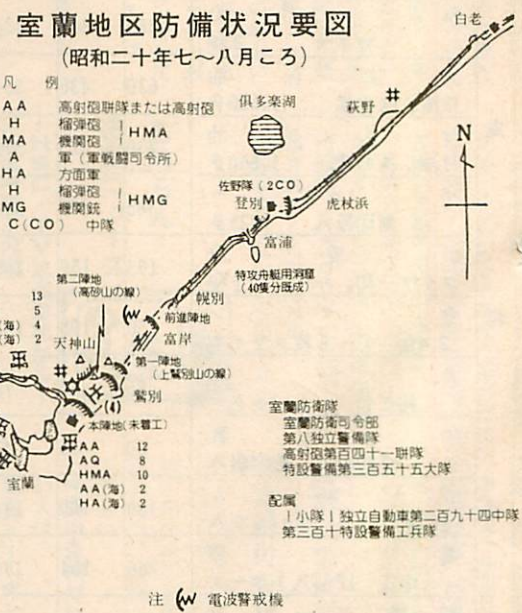 室蘭地区防備状況要図
(昭和二十年七~八月ころ)
凡 例
AA 高射砲聯隊または高射砲
H 榴弾砲
MA 機関砲
HMA
A 軍(軍戦闘司令所)
HA 方面軍
H 榴弾砲
MG 機関銃
HMG
C(CO) 中隊
白老
萩野
倶多楽湖
N
佐野隊(2CO)
登別
虎杖浜
富浦
特攻舟艇用洞窟
(40隻分既成)
幌別
第二陣地
(高砂山の線)
前進陣地
富岸
13
5
(海) 4
(海) 2
天神山
第一陣地
(上鷲別山の線)
鷲別
(4)
本陣地(未着工)
室蘭
AA 12
AQ 8
HMA 10
AA(海) 2
HA(海) 2
室蘭防衛隊
室蘭防衛司令部
第八独立警備隊
高射砲第百四十一聯隊
特設警備第三百五十五大隊
配属
1小隊1独立自動車第二百九十四中隊
第三百十特設警備工兵隊
注 電波警戒機